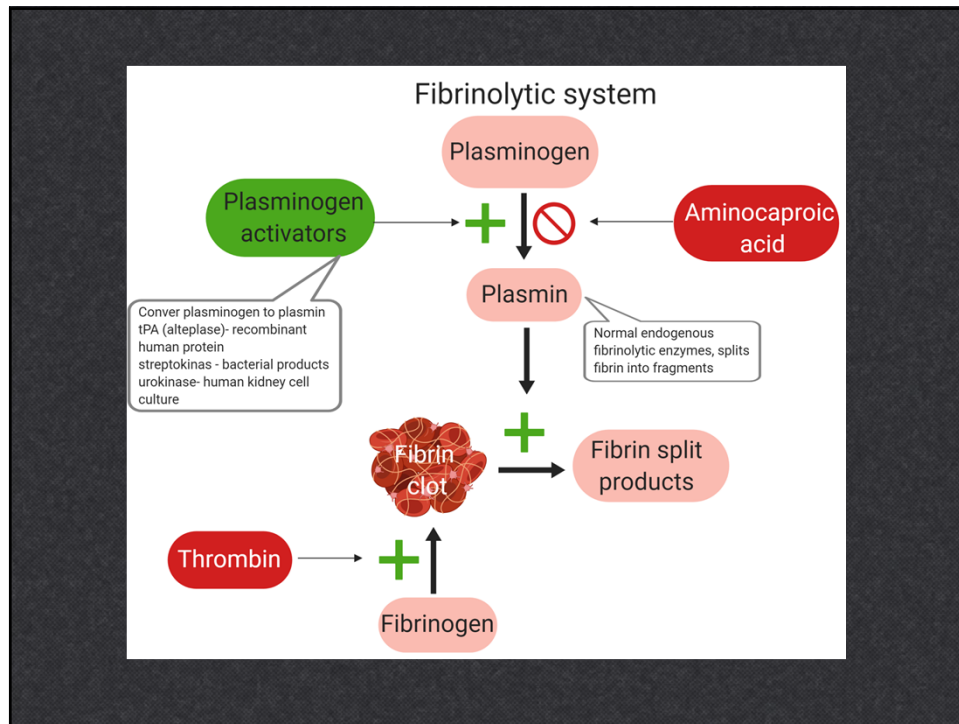 Fibrinolytic system
Plasminogen
Plasminogen
activators
Aminocaproic
acid
Plasmin
Conver plasminogen to plasmin
tPA (alteplase)- recombinant
human protein
streptokinas - bacterial products
urokinase- human kidney cell
culture
Normal endogenous
fibrinolytic enzymes, splits
fibrin into fragments
Fibrin
clot
Fibrin split
products
Thrombin
Fibrinogen